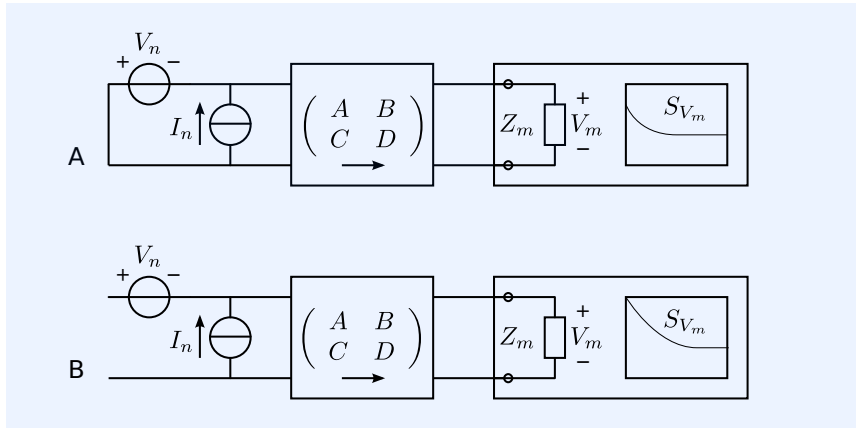 V_n
+ −
I_n
A
( A B
C D )
Z_m
+
V_m
−
S_{V_m}
V_n
+ −
I_n
B
( A B
C D )
Z_m
+
V_m
−
S_{V_m}